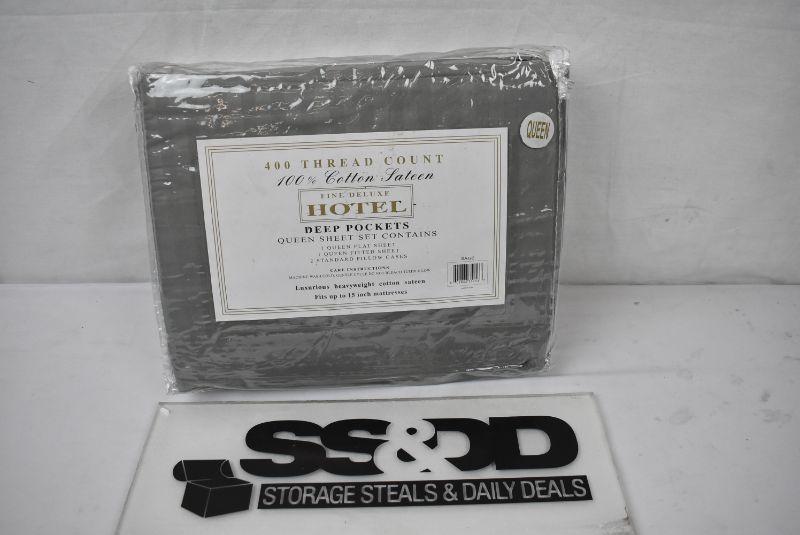 400 THREAD COUNT
100% Cotton Sateen
FINE DELUXE
HOTEL
DEEP POCKETS
QUEEN SHEET SET CONTAINS
1 QUEEN FLAT SHEET
1 QUEEN FITTED SHEET
2 STANDARD PILLOW CASES
CARE INSTRUCTIONS
Luxurious heavyweight cotton sateen
Fits up to 15 inch mattresses
QUEEN
SS&DD
STORAGE STEALS & DAILY DEALS